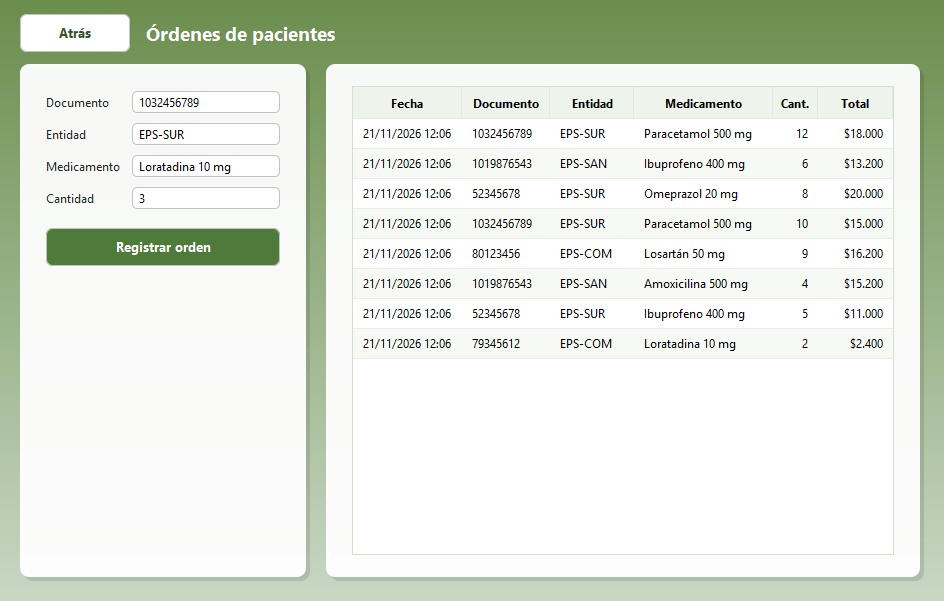 Atrás
Órdenes de pacientes
Documento 1032456789
Entidad EPS-SUR
Medicamento Loratadina 10 mg
Cantidad 3
Registrar orden
Fecha Documento Entidad Medicamento Cant. Total
21/11/2026 12:06 1032456789 EPS-SUR Paracetamol 500 mg 12 $18.000
21/11/2026 12:06 1019876543 EPS-SAN Ibuprofeno 400 mg 6 $13.200
21/11/2026 12:06 52345678 EPS-SUR Omeprazol 20 mg 8 $20.000
21/11/2026 12:06 1032456789 EPS-SUR Paracetamol 500 mg 10 $15.000
21/11/2026 12:06 80123456 EPS-COM Losartán 50 mg 9 $16.200
21/11/2026 12:06 1019876543 EPS-SAN Amoxicilina 500 mg 4 $15.200
21/11/2026 12:06 52345678 EPS-SUR Ibuprofeno 400 mg 5 $11.000
21/11/2026 12:06 79345612 EPS-COM Loratadina 10 mg 2 $2.400